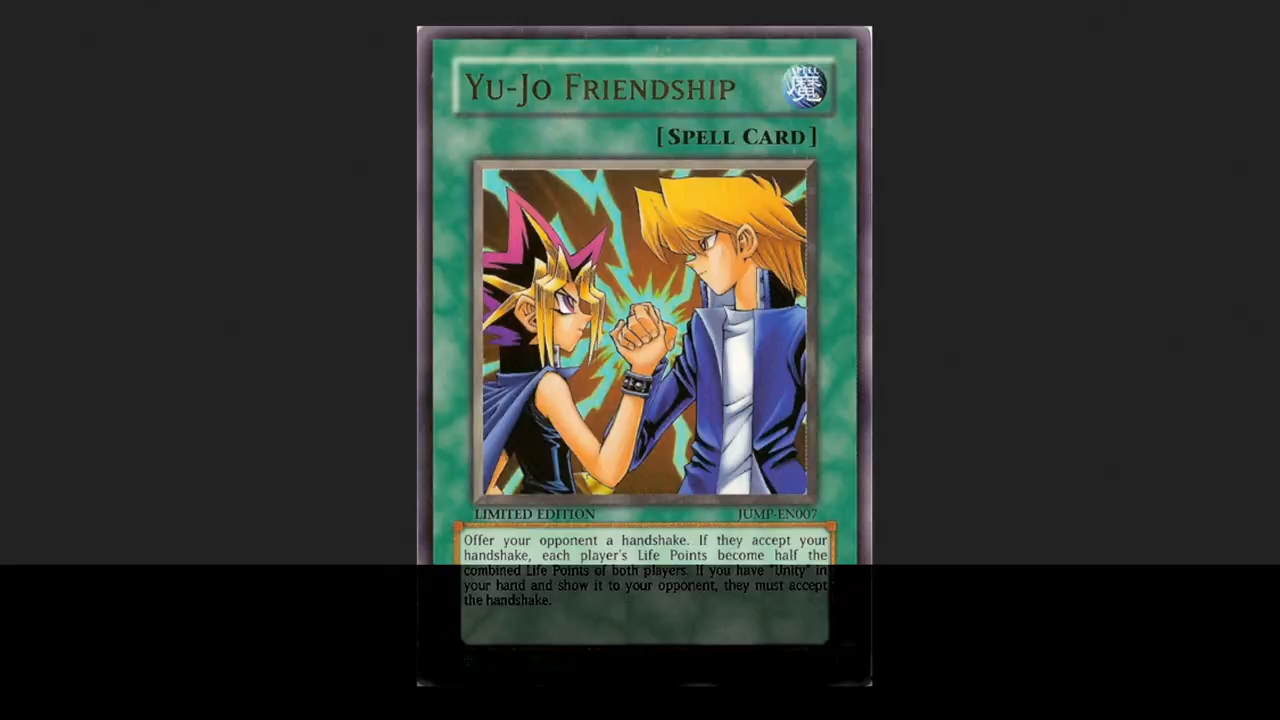 Yu-Jo Friendship
SPELL
魔
[SPELL CARD]
LIMITED EDITION JUMP-EN007
Offer your opponent a handshake. If they accept your
handshake, each player's Life Points become half the
combined Life Points of both players. If you have "Unity" in
your hand and show it to your opponent, they must accept
the handshake.